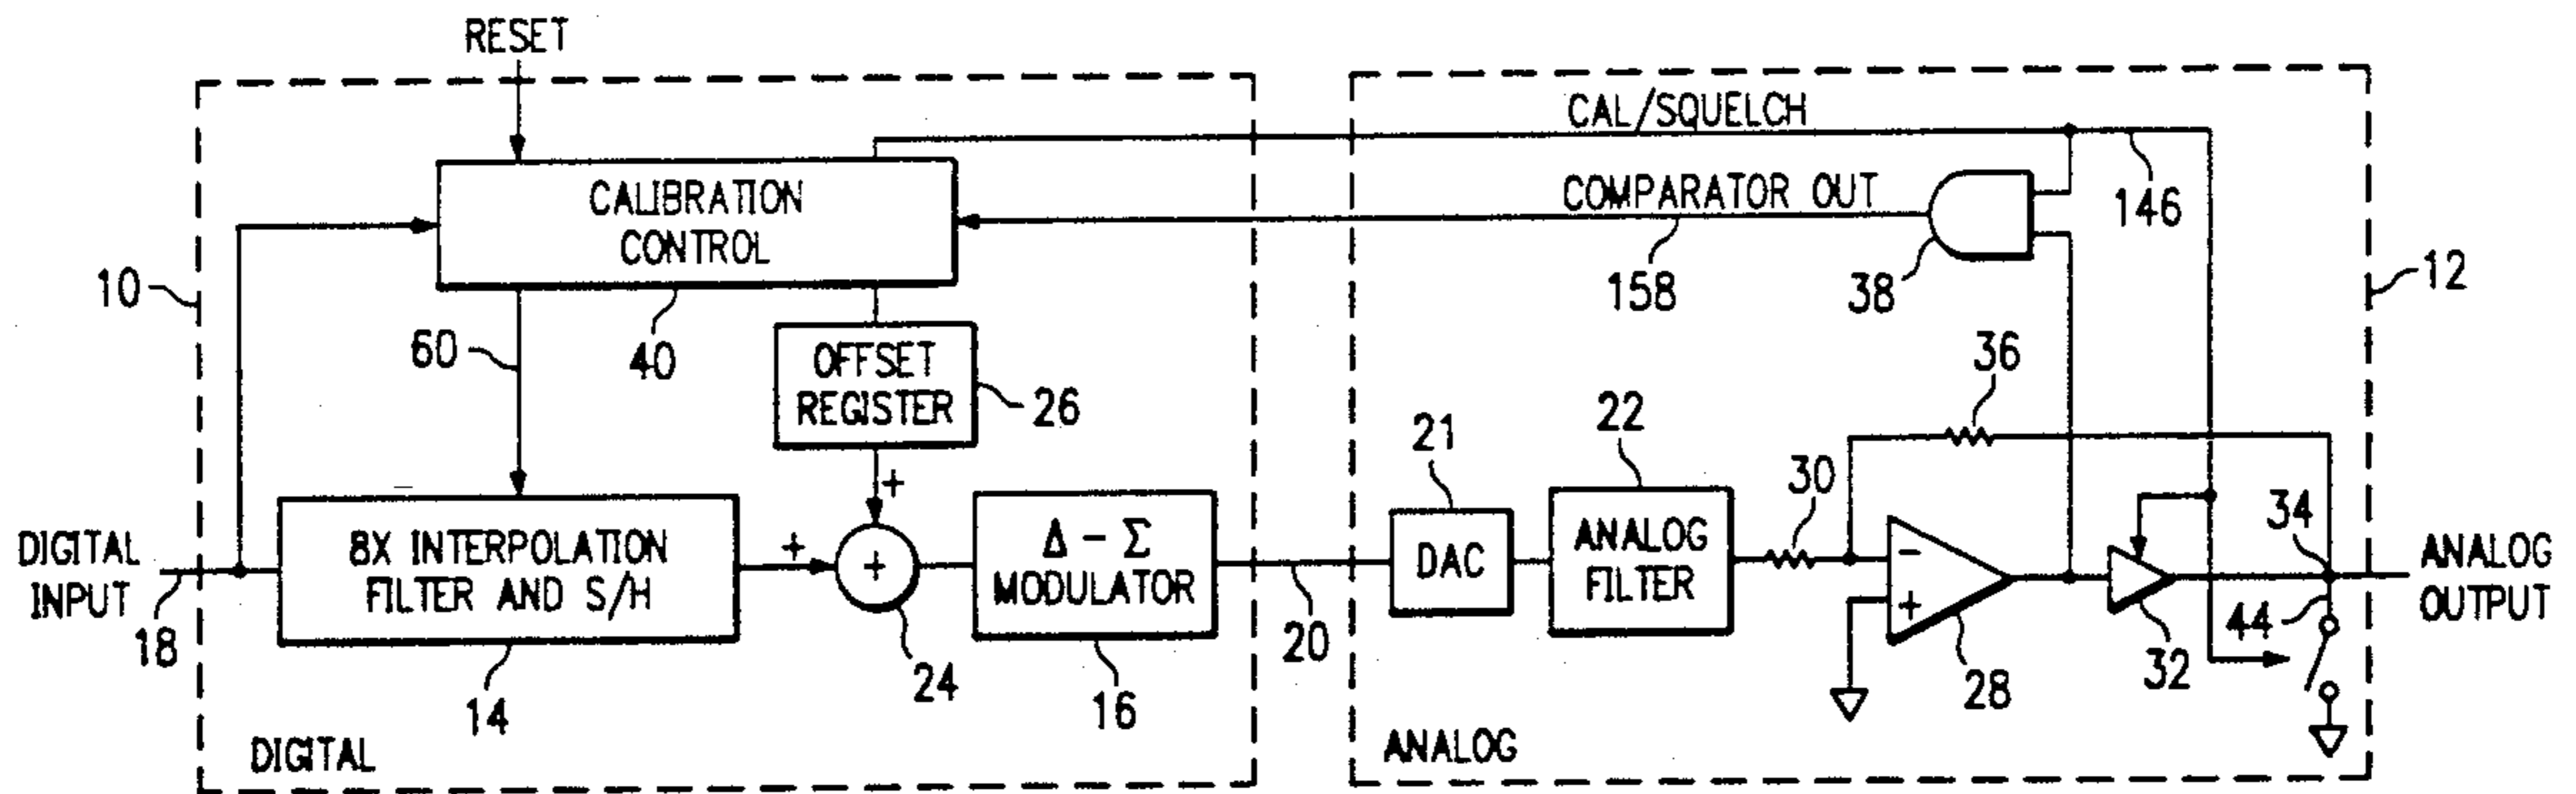 RESET
CAL/SQUELCH
CALIBRATION
CONTROL
COMPARATOR OUT
146
10
158
38
12
60
40
OFFSET
REGISTER
26
36
21
22
30
34
DIGITAL
INPUT
18
8X INTERPOLATION
FILTER AND S/H
+
+
+
Δ - Σ
MODULATOR
20
DAC
ANALOG
FILTER
-
+
44
ANALOG
OUTPUT
14
24
16
28
32
DIGITAL
ANALOG